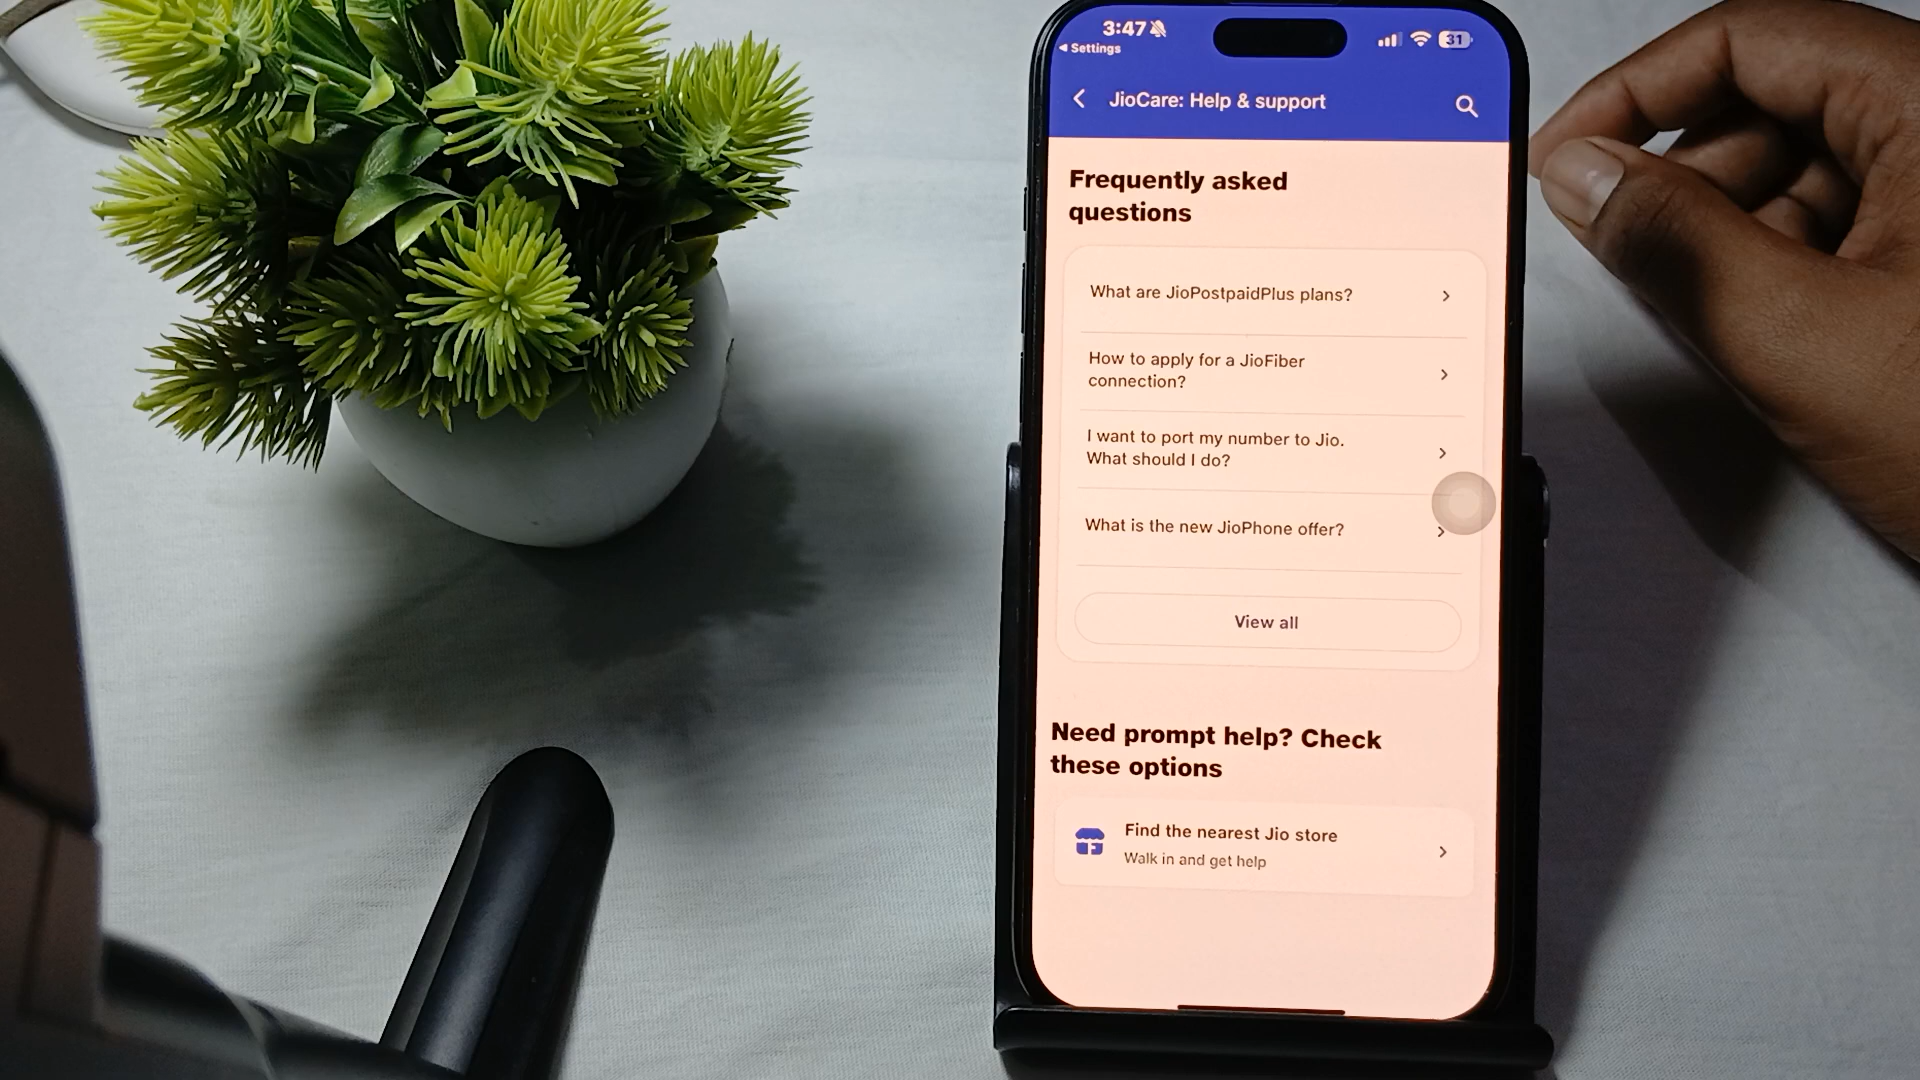 3:47
31
◀ Settings
JioCare: Help & support
Frequently asked
questions
What are JioPostpaidPlus plans?
How to apply for a JioFiber
connection?
I want to port my number to Jio.
What should I do?
What is the new JioPhone offer?
View all
Need prompt help? Check
these options
Find the nearest Jio store
Walk in and get help